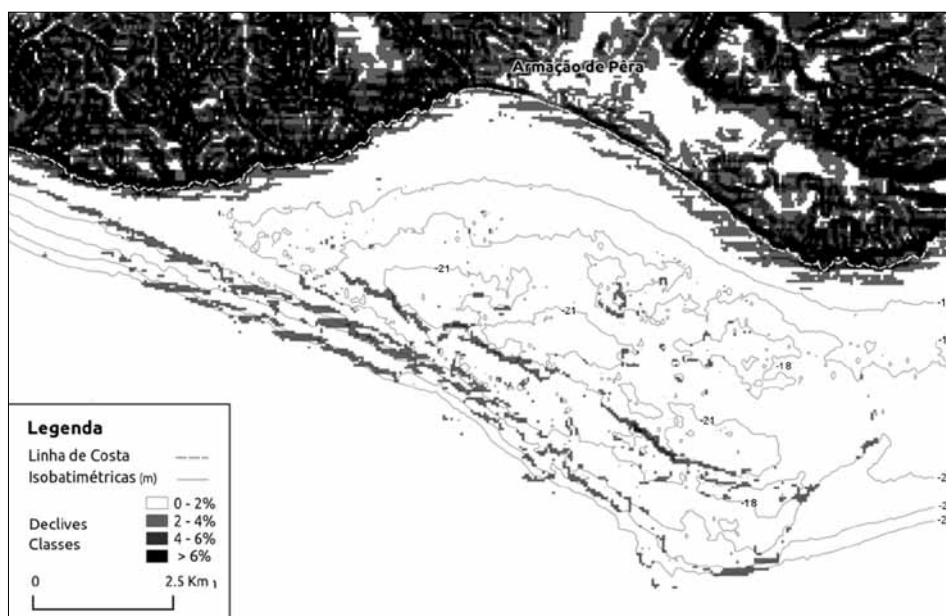 Armação de Pêra
-21
-21
-18
-21
-18
Legenda
Linha de Costa
Isobatimétricas (m)
Declives
Classes
0 - 2%
2 - 4%
4 - 6%
> 6%
0
2.5 Km